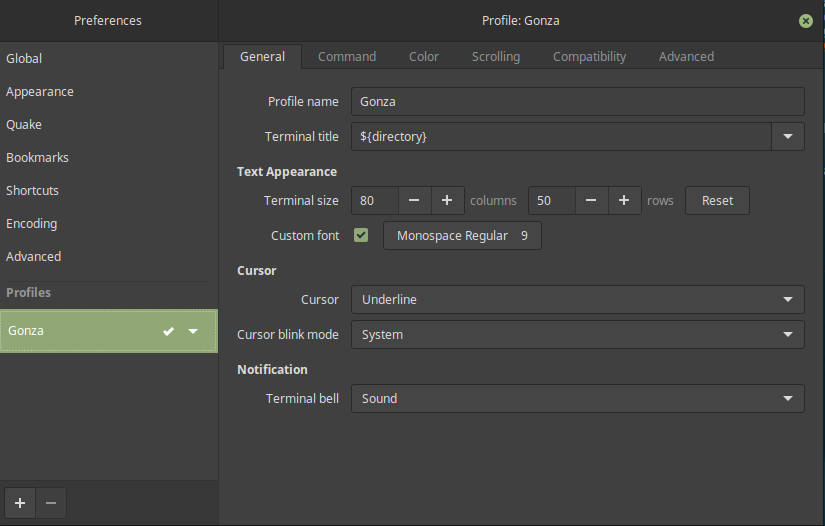 Preferences
Profile: Gonza
Global
Appearance
Quake
Bookmarks
Shortcuts
Encoding
Advanced
Profiles
Gonza
General Command Color Scrolling Compatibility Advanced
Profile name Gonza
Terminal title ${directory}
Text Appearance
Terminal size 80 columns 50 rows Reset
Custom font Monospace Regular 9
Cursor
Cursor Underline
Cursor blink mode System
Notification
Terminal bell Sound